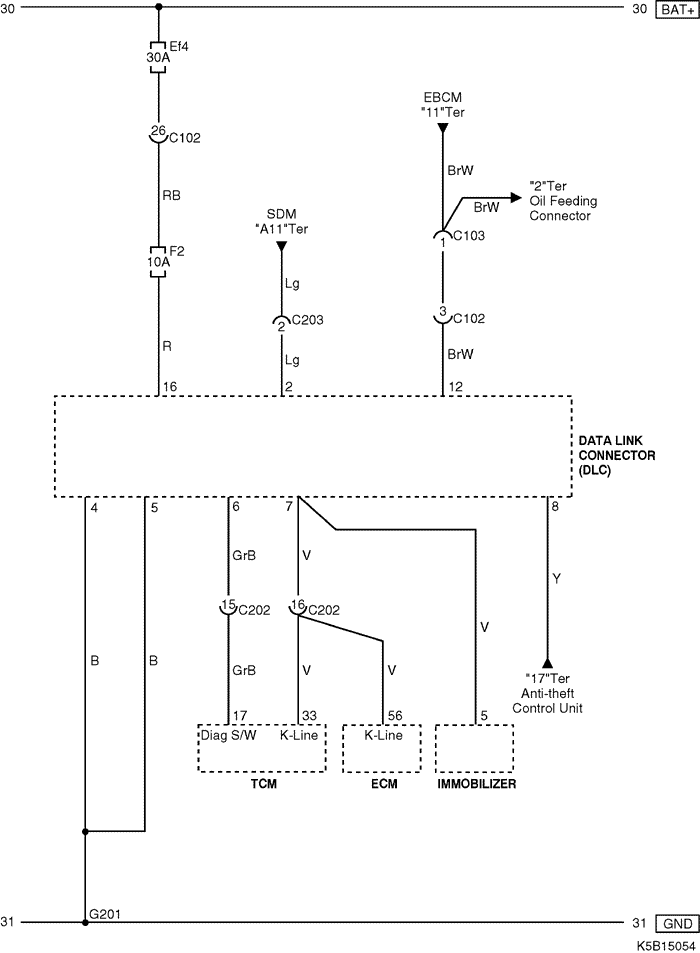 30 30 BAT+
Ef4
30A
EBCM
"11"Ter
26 C102
BrW
"2"Ter
Oil Feeding
Connector
RB
BrW
SDM
"A11"Ter
C103
1
F2
10A
Lg
3
C102
C203
2
R
Lg
BrW
16 2 12
DATA LINK
CONNECTOR
(DLC)
4 5 6 7 8
GrB V
Y
15 C202 16 C202
V
B B GrB V V
"17"Ter
Anti-theft
Control Unit
17 33 56 5
Diag S/W K-Line K-Line
TCM ECM IMMOBILIZER
G201
31 31 GND
K5B15054